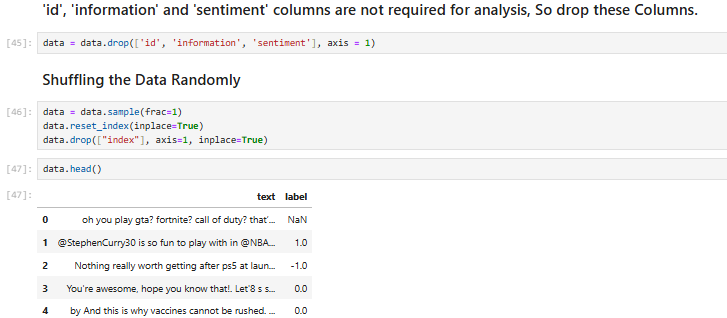 'id', 'information' and 'sentiment' columns are not required for analysis, So drop these Columns.
[45]: data = data.drop(['id', 'information', 'sentiment'], axis = 1)
Shuffling the Data Randomly
[46]: data = data.sample(frac=1)
data.reset_index(inplace=True)
data.drop(["index"], axis=1, inplace=True)
[47]: data.head()
[47]: text label
0 oh you play gta? fortnite? call of duty? that'... NaN
1 @StephenCurry30 is so fun to play with in @NBA... 1.0
2 Nothing really worth getting after ps5 at laun... -1.0
3 You're awesome, hope you know that!. Let'8 s s... 0.0
4 by And this is why vaccines cannot be rushed. ... 0.0